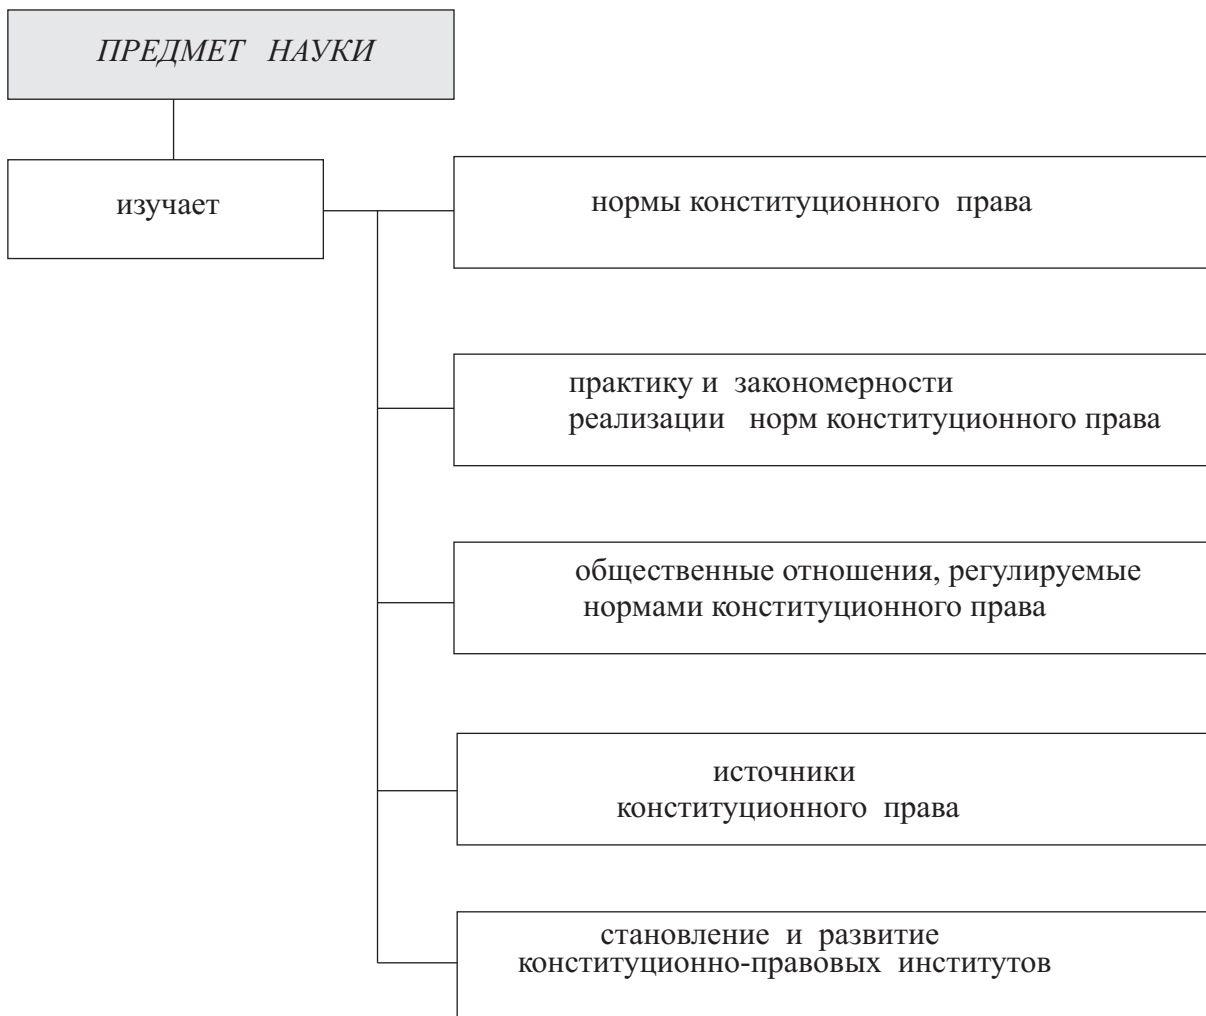 ПРЕДМЕТ НАУКИ
изучает
нормы конституционного права
практику и закономерности
реализации норм конституционного права
общественные отношения, регулируемые
нормами конституционного права
источники
конституционного права
становление и развитие
конституционно-правовых институтов